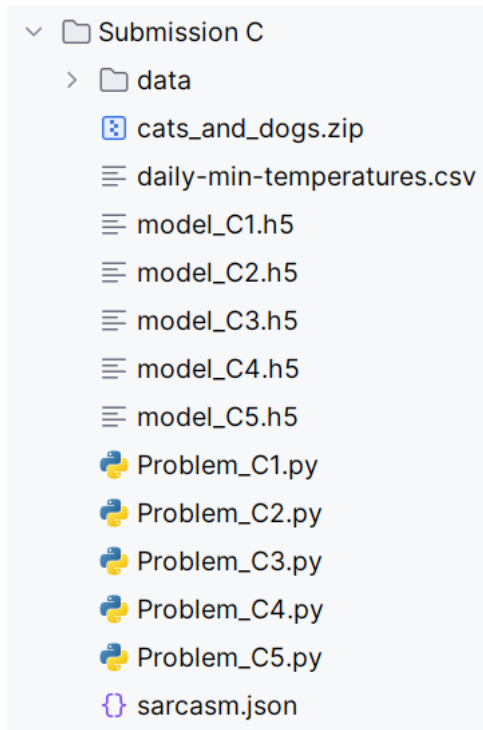 Submission C
data
cats_and_dogs.zip
daily-min-temperatures.csv
model_C1.h5
model_C2.h5
model_C3.h5
model_C4.h5
model_C5.h5
Problem_C1.py
Problem_C2.py
Problem_C3.py
Problem_C4.py
Problem_C5.py
sarcasm.json